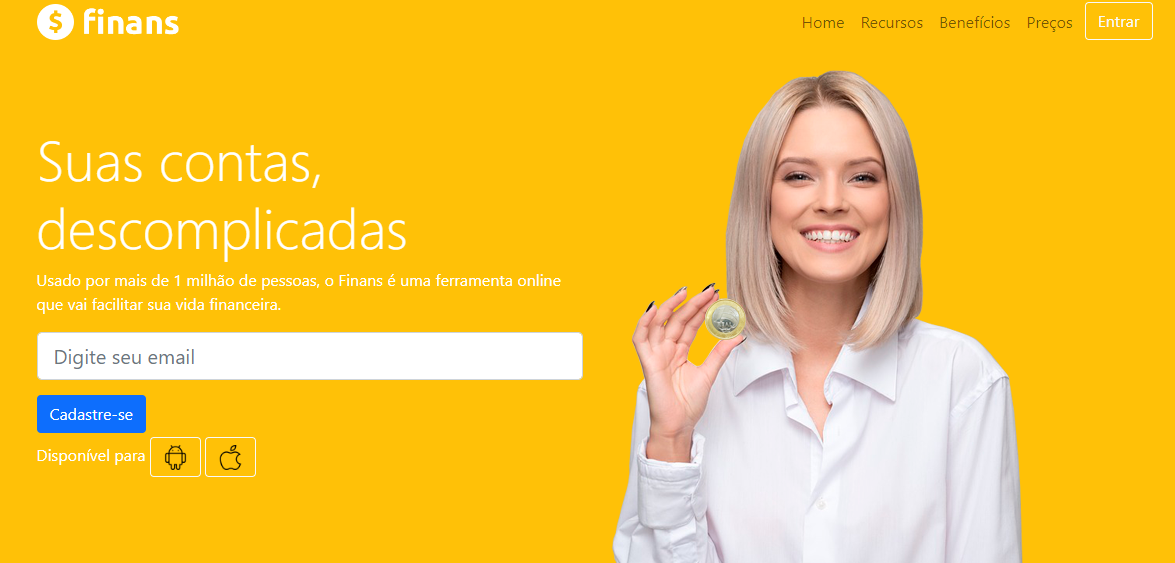 finans
Home Recursos Benefícios Preços Entrar
Suas contas,
descomplicadas
Usado por mais de 1 milhão de pessoas, o Finans é uma ferramenta online
que vai facilitar sua vida financeira.
Digite seu email
Cadastre-se
Disponível para